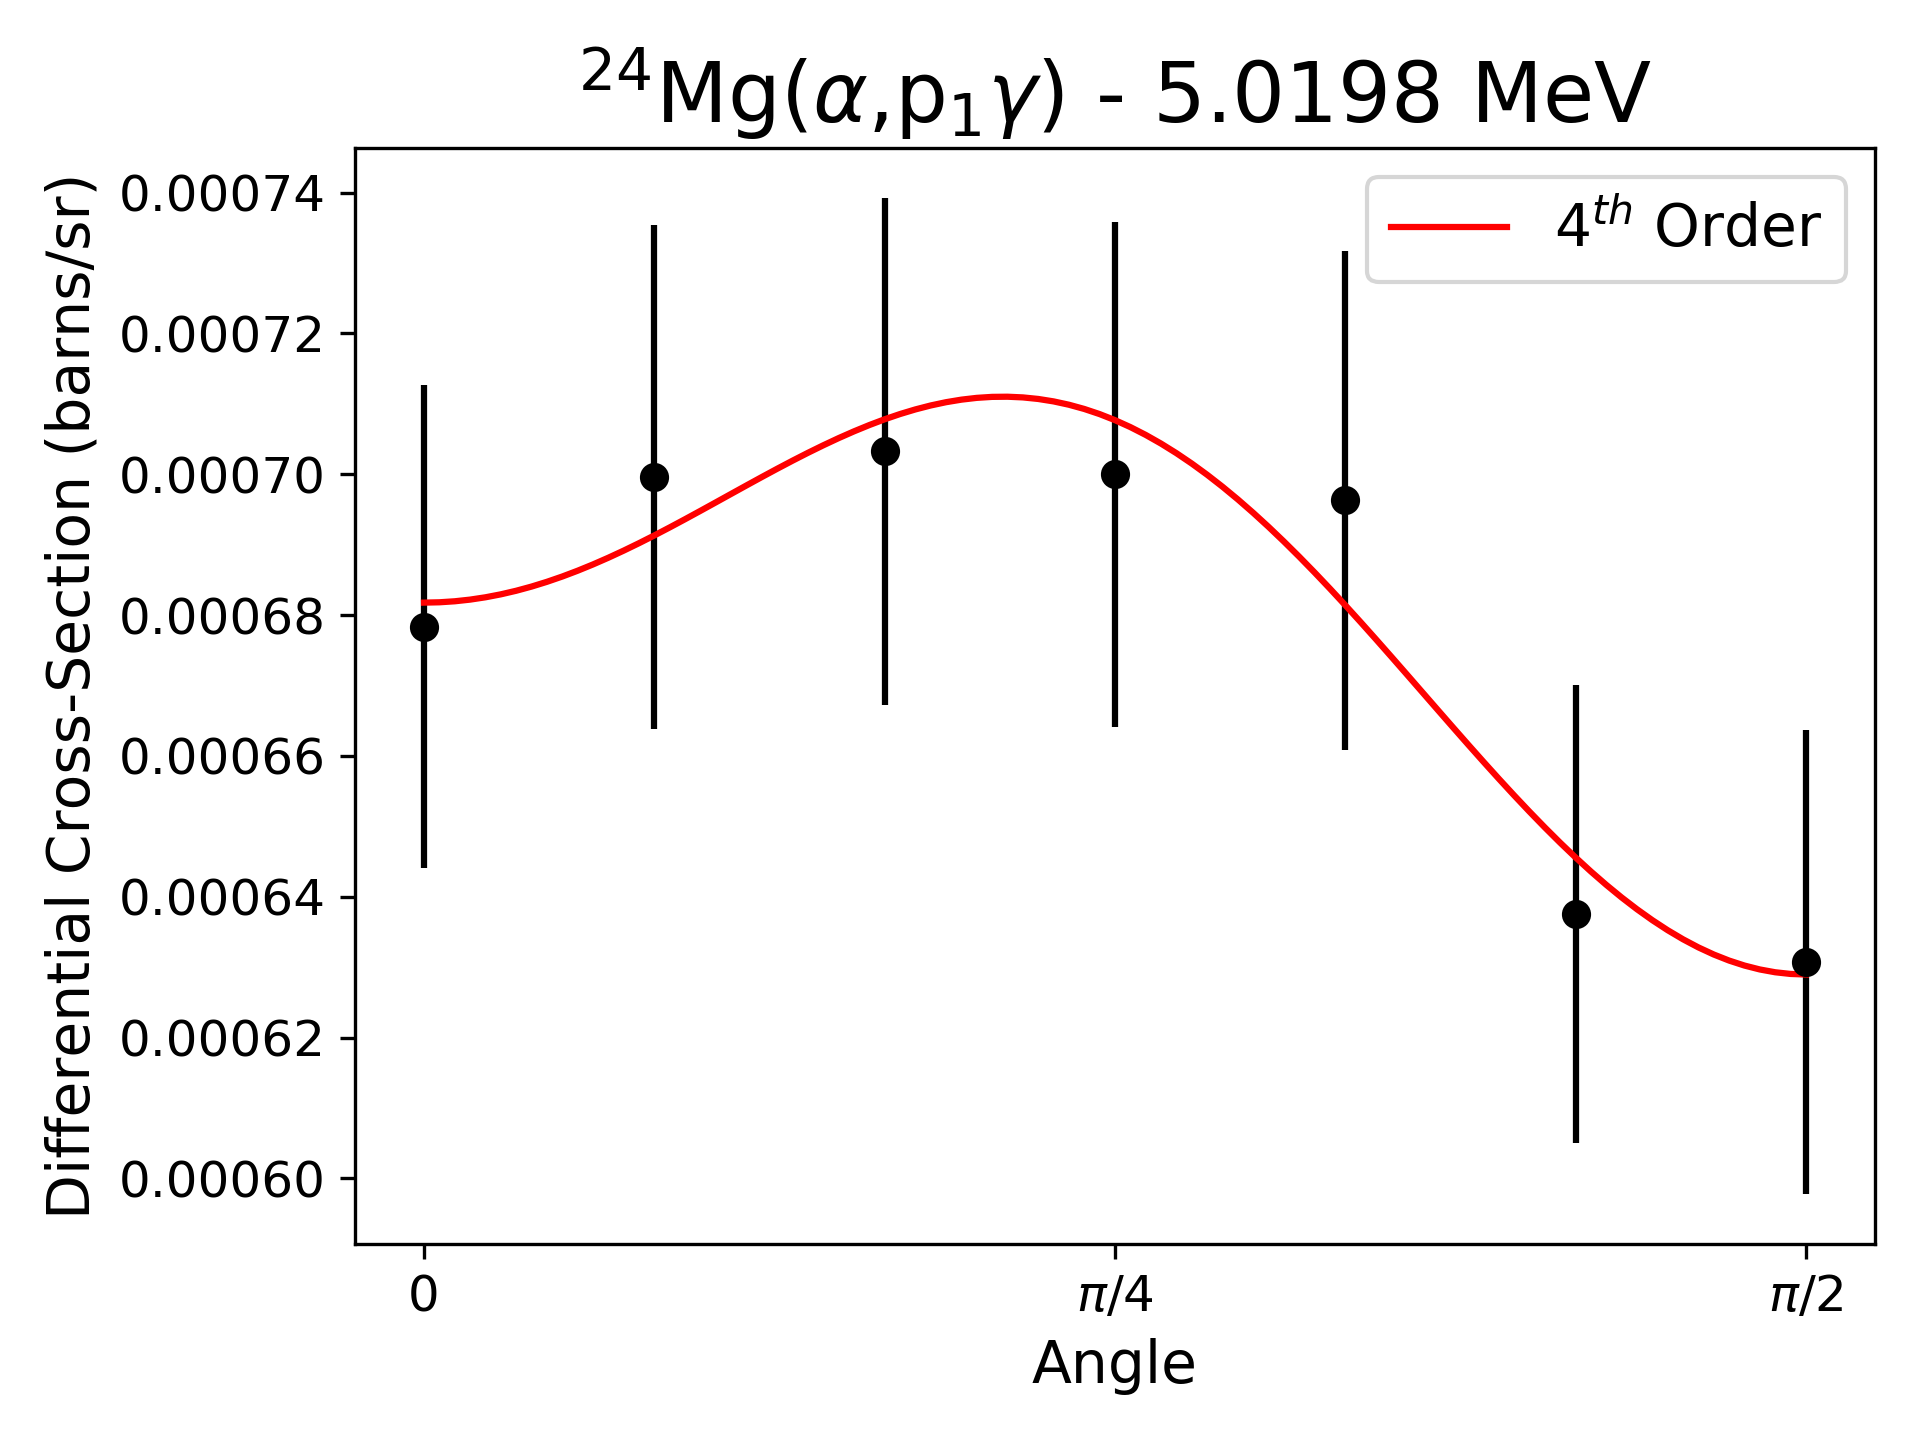 ²⁴Mg(α,p₁γ) - 5.0198 MeV
4ᵗʰ Order
Differential Cross-Section (barns/sr)
0.00074
0.00072
0.00070
0.00068
0.00066
0.00064
0.00062
0.00060
0 π/4 π/2
Angle